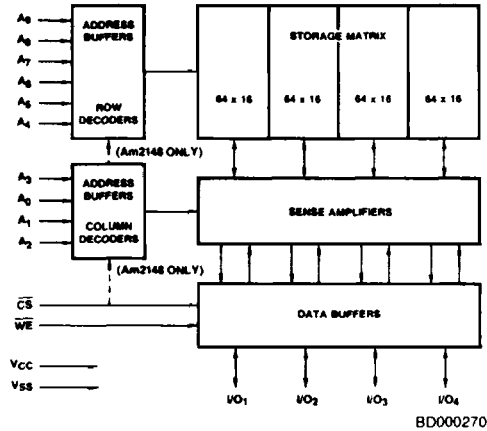 A9
A8
A7
A6
A5
A4
ADDRESS
BUFFERS
ROW
DECODERS
STORAGE MATRIX
64 x 16
64 x 16
64 x 16
64 x 16
(Am2148 ONLY)
A3
A0
A1
A2
ADDRESS
BUFFERS
COLUMN
DECODERS
SENSE AMPLIFIERS
(Am2148 ONLY)
CS
WE
DATA BUFFERS
VCC
VSS
I/O1
I/O2
I/O3
I/O4
BD000270